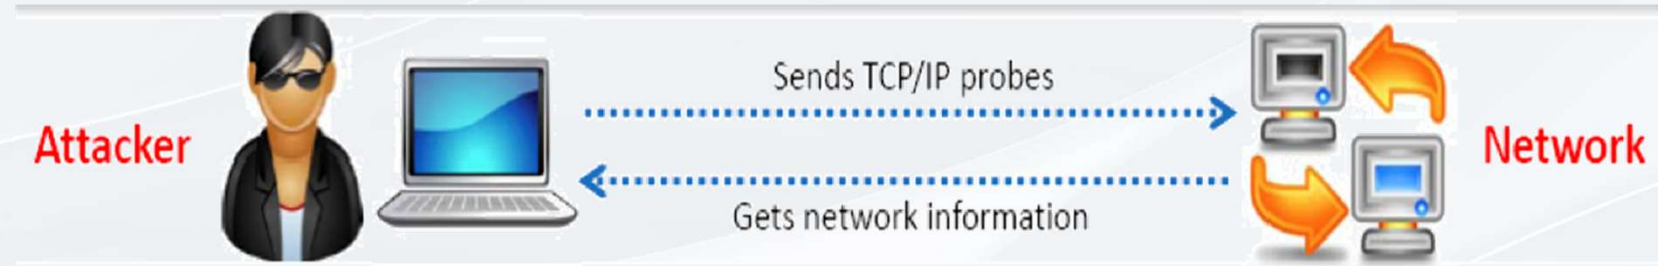 Sends TCP/IP probes
Attacker
Network
Gets network information